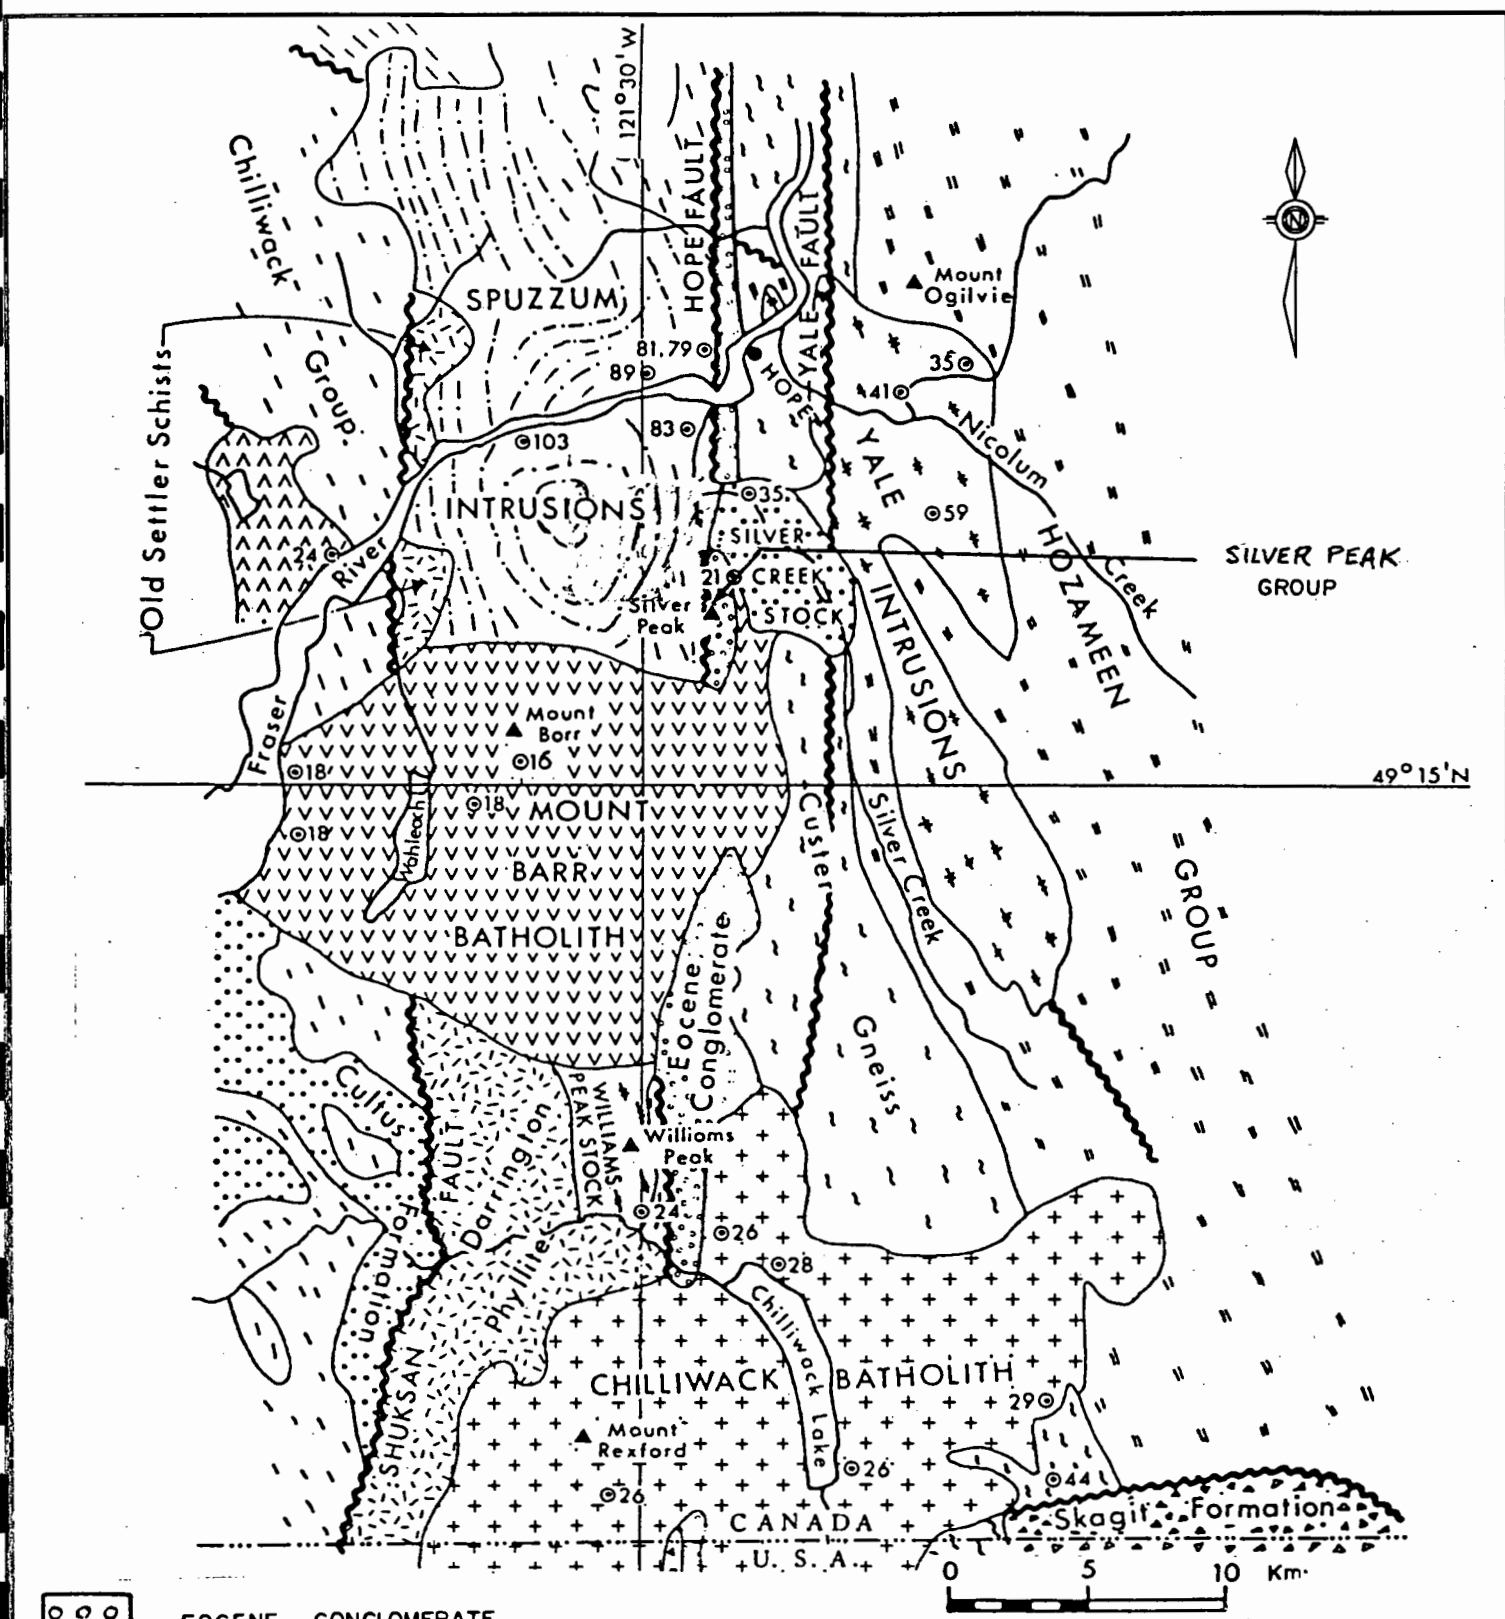 121°30'W
Chilliwack
Group
HOPE FAULT
YALE FAULT
Mount
Ogilvie
SPUZZUM
81,79
89
83
103
HOPE
35
41
Nicolum
Creek
Old Settler Schists
INTRUSIONS
35
SILVER
CREEK
STOCK
21
Silver
Peak
YALE
INTRUSIONS
59
HOZAMEEN
GROUP
SILVER PEAK
GROUP
24
River
Fraser
Mount
Barr
16
18
18
18
49°15'N
MOUNT
BARR
BATHOLITH
Wahleach L
Custer
Gneiss
Silver Creek
Eocene
Conglomerate
Cultus
Formation
SHUKSAN
FAULT
Darrington
Phyllite
WILLIAMS
PEAK STOCK
Williams
Peak
24
26
28
Chilliwack Lake
CHILLIWACK
BATHOLITH
29
Mount
Rexford
26
26
44
Skagit Formation
CANADA
U.S.A.
0 5 10 Km.
EOCENE CONGLOMERATE
N